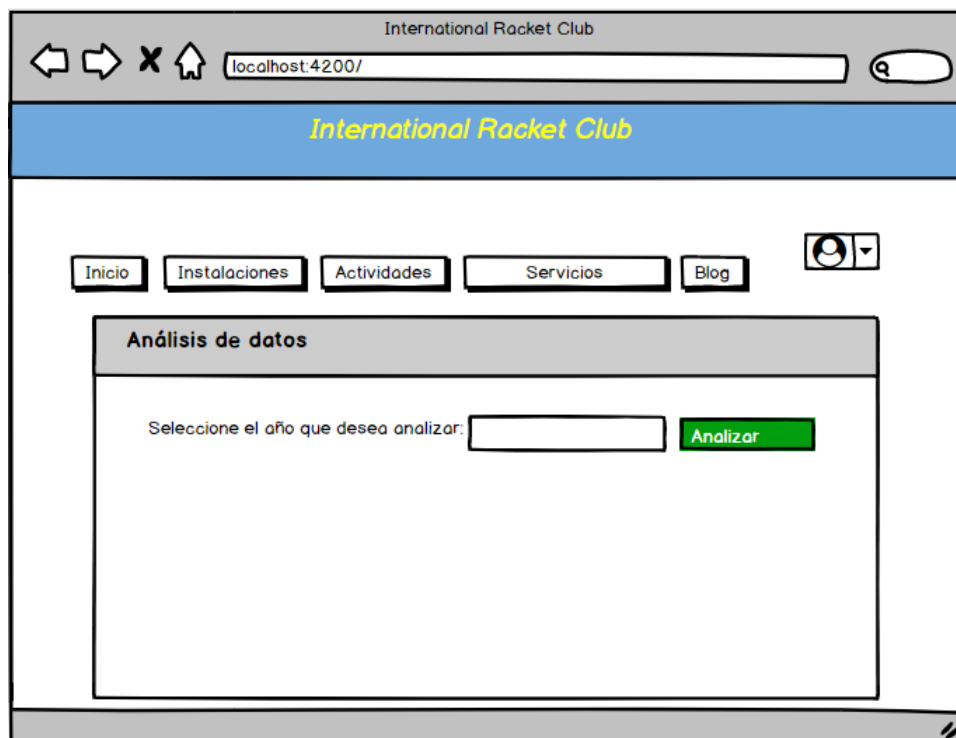 International Racket Club
localhost:4200/
International Racket Club
Inicio Instalaciones Actividades Servicios Blog
Análisis de datos
Seleccione el año que desea analizar: Analizar